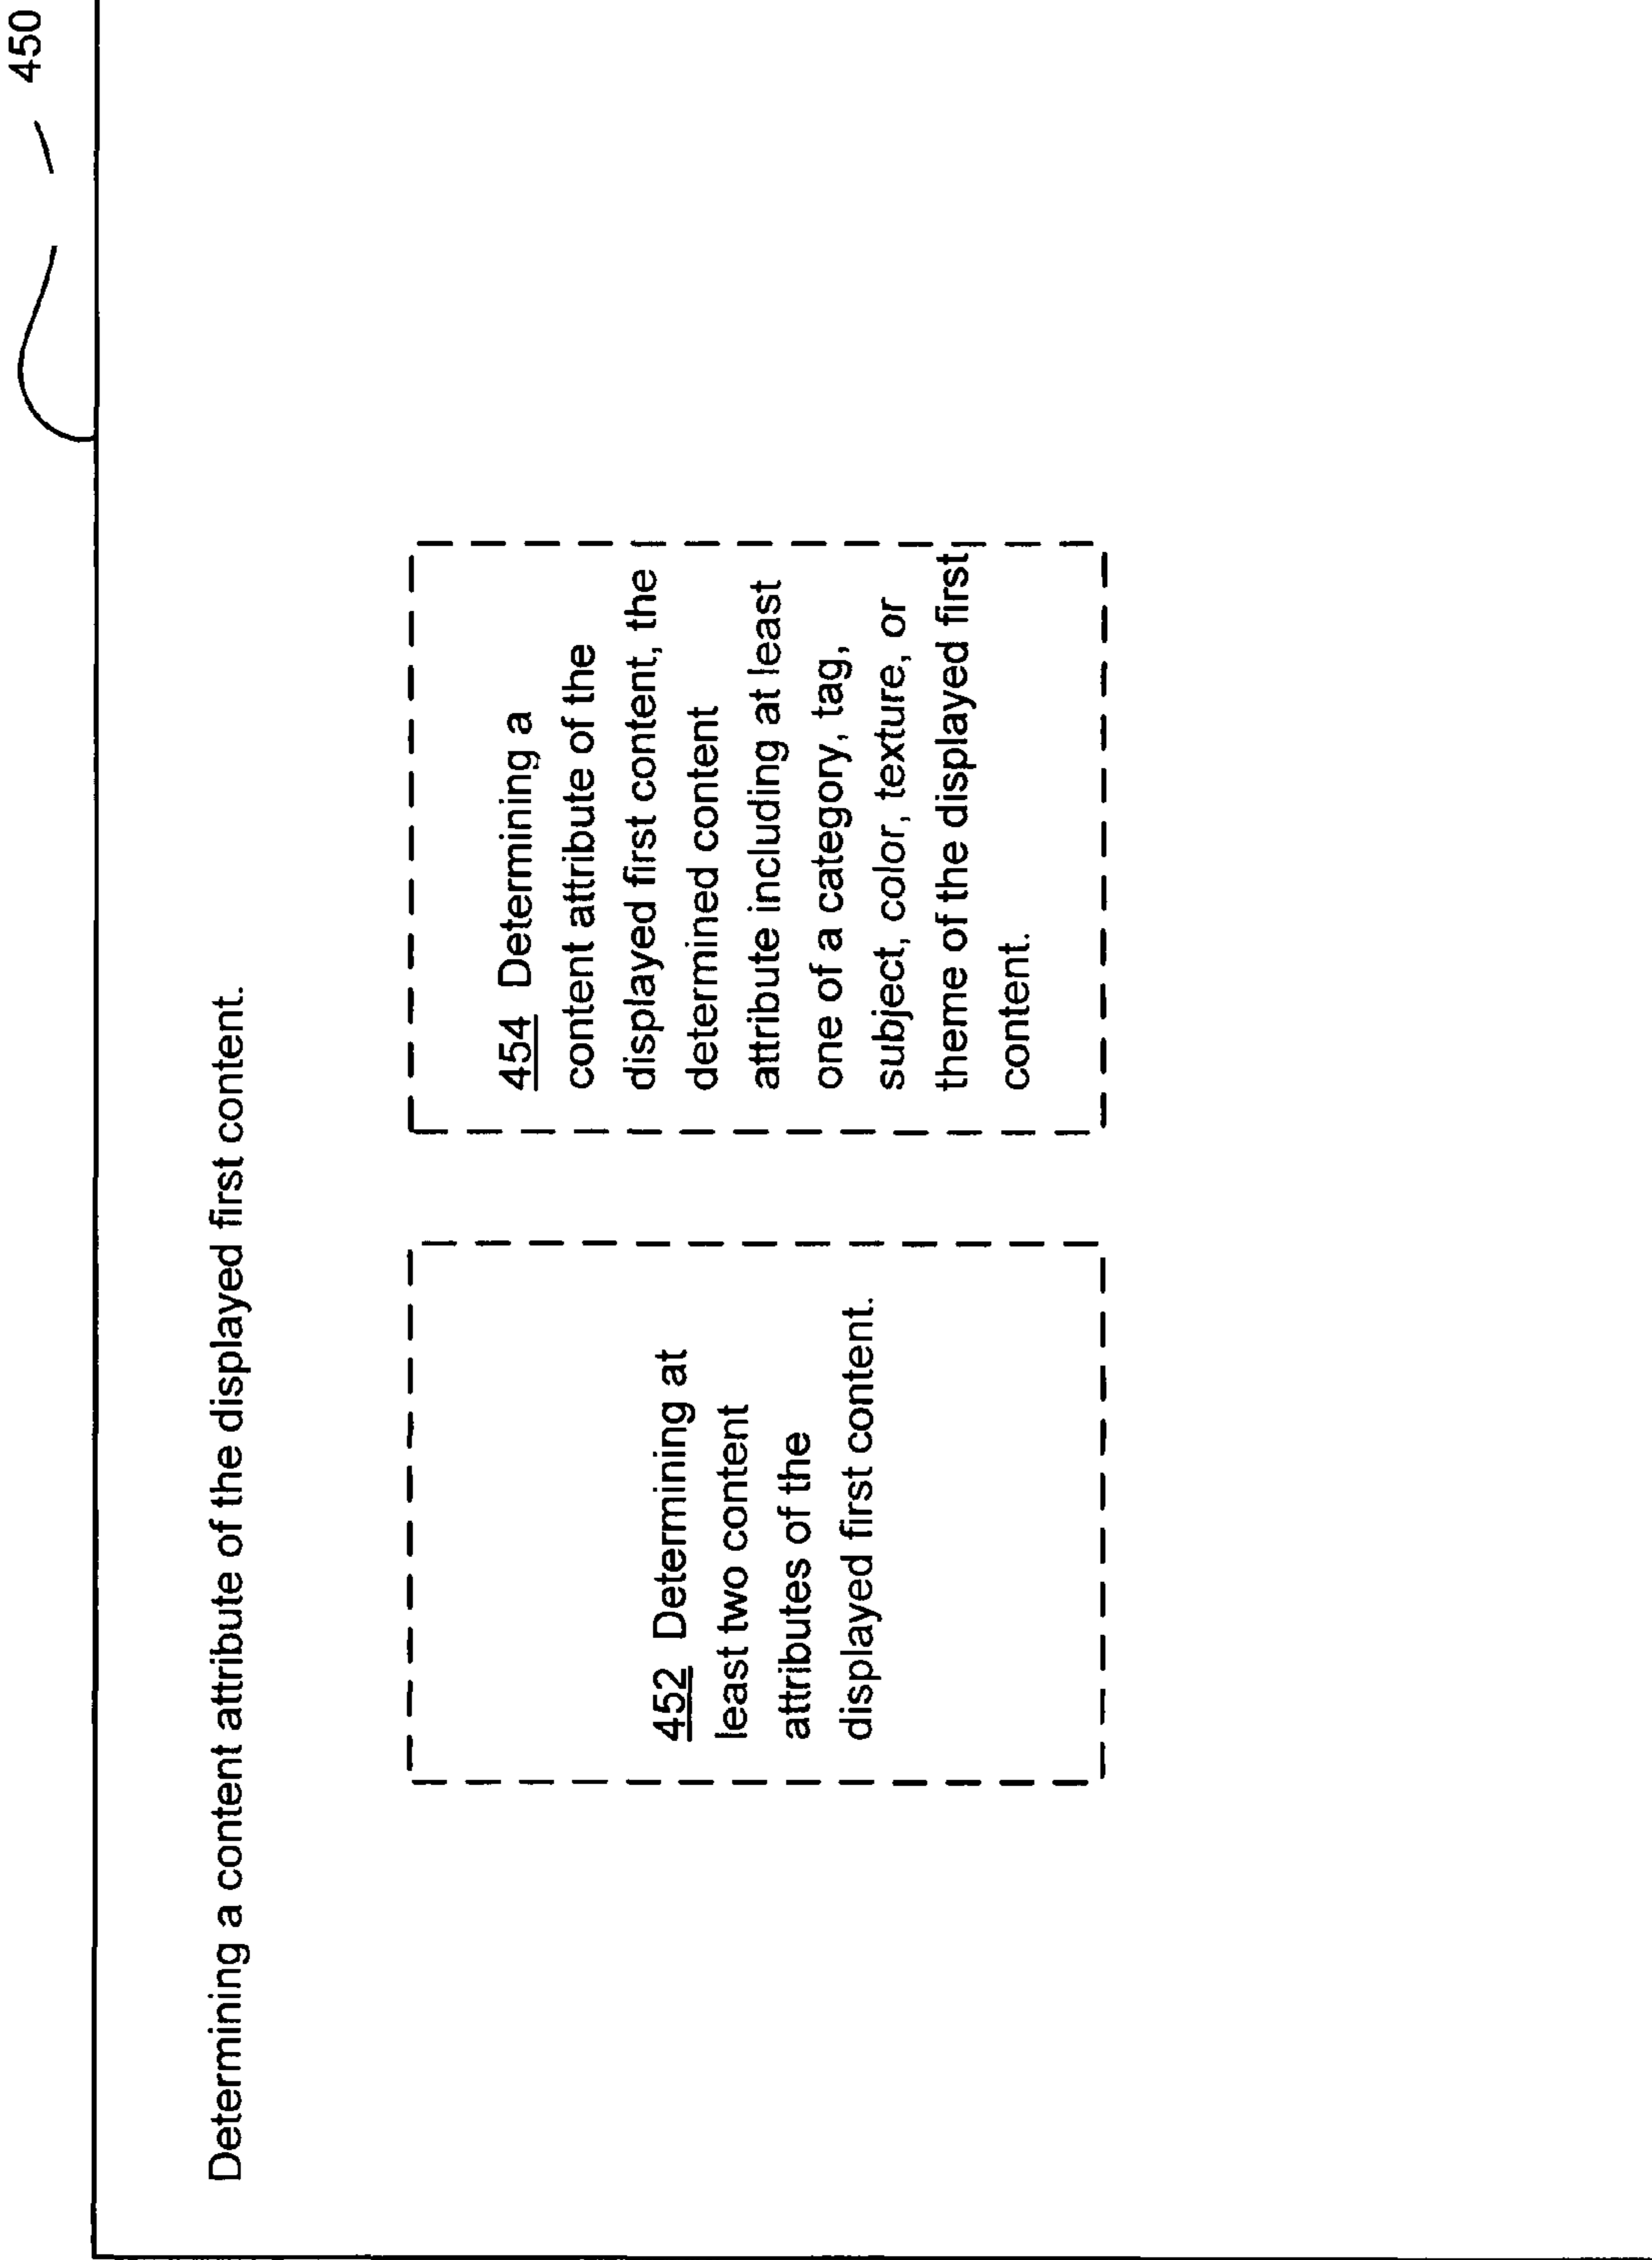 450
Determining a content attribute of the displayed first content.
452 Determining at
least two content
attributes of the
displayed first content.
454 Determining a
content attribute of the
displayed first content, the
determined content
attribute including at least
one of a category, tag,
subject, color, texture, or
theme of the displayed first
content.